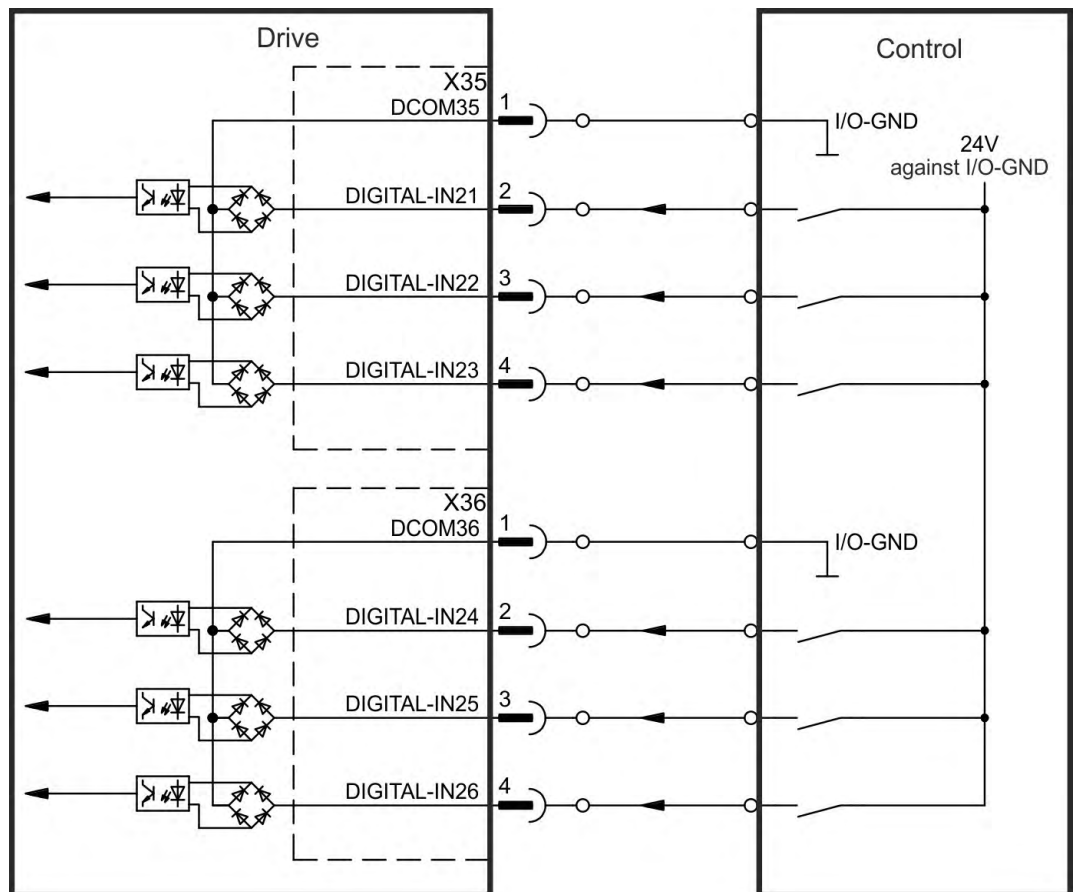 Drive
Control
X35
DCOM35
1
I/O-GND
24V
against I/O-GND
DIGITAL-IN21
2
DIGITAL-IN22
3
DIGITAL-IN23
4
X36
DCOM36
1
I/O-GND
DIGITAL-IN24
2
DIGITAL-IN25
3
DIGITAL-IN26
4